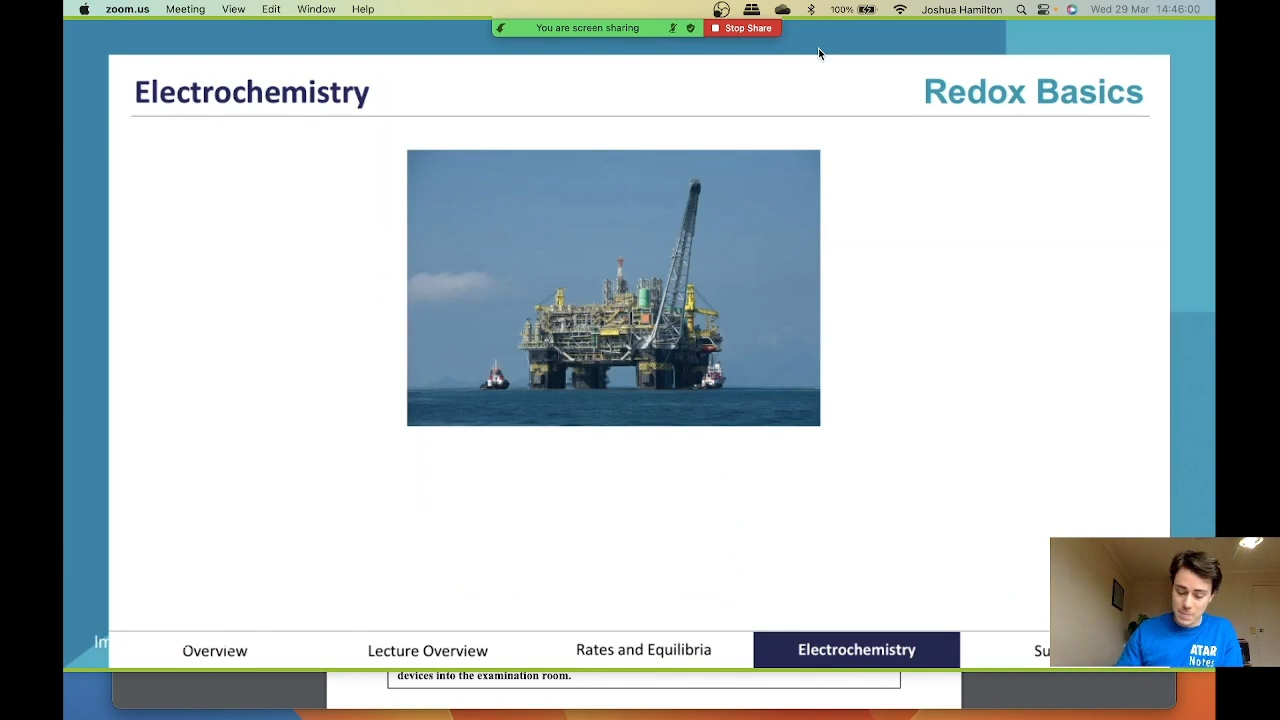 zoom.us Meeting View Edit Window Help 100% Joshua Hamilton Wed 29 Mar 14:46:00
You are screen sharing Stop Share
Electrochemistry Redox Basics
Im
Overview Lecture Overview Rates and Equilibria Electrochemistry Su
devices into the examination room.
ATAR
Notes